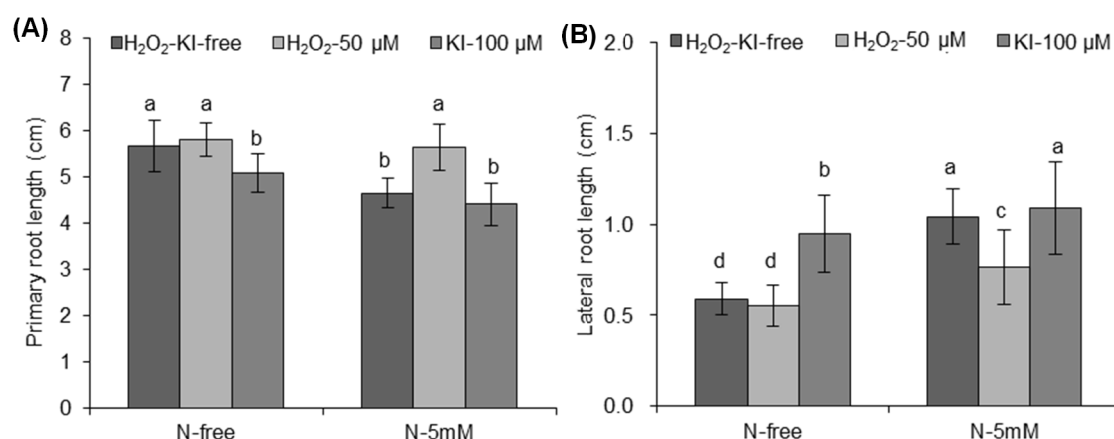 (A)
H₂O₂-KI-free H₂O₂-50 µM KI-100 µM
Primary root length (cm)
8
7
6
5
4
3
2
1
0
a a b
b a b
N-free N-5mM
(B)
H₂O₂-KI-free H₂O₂-50 µM KI-100 µM
Lateral root length (cm)
2.0
1.5
1.0
0.5
0.0
d d b
a c a
N-free N-5mM